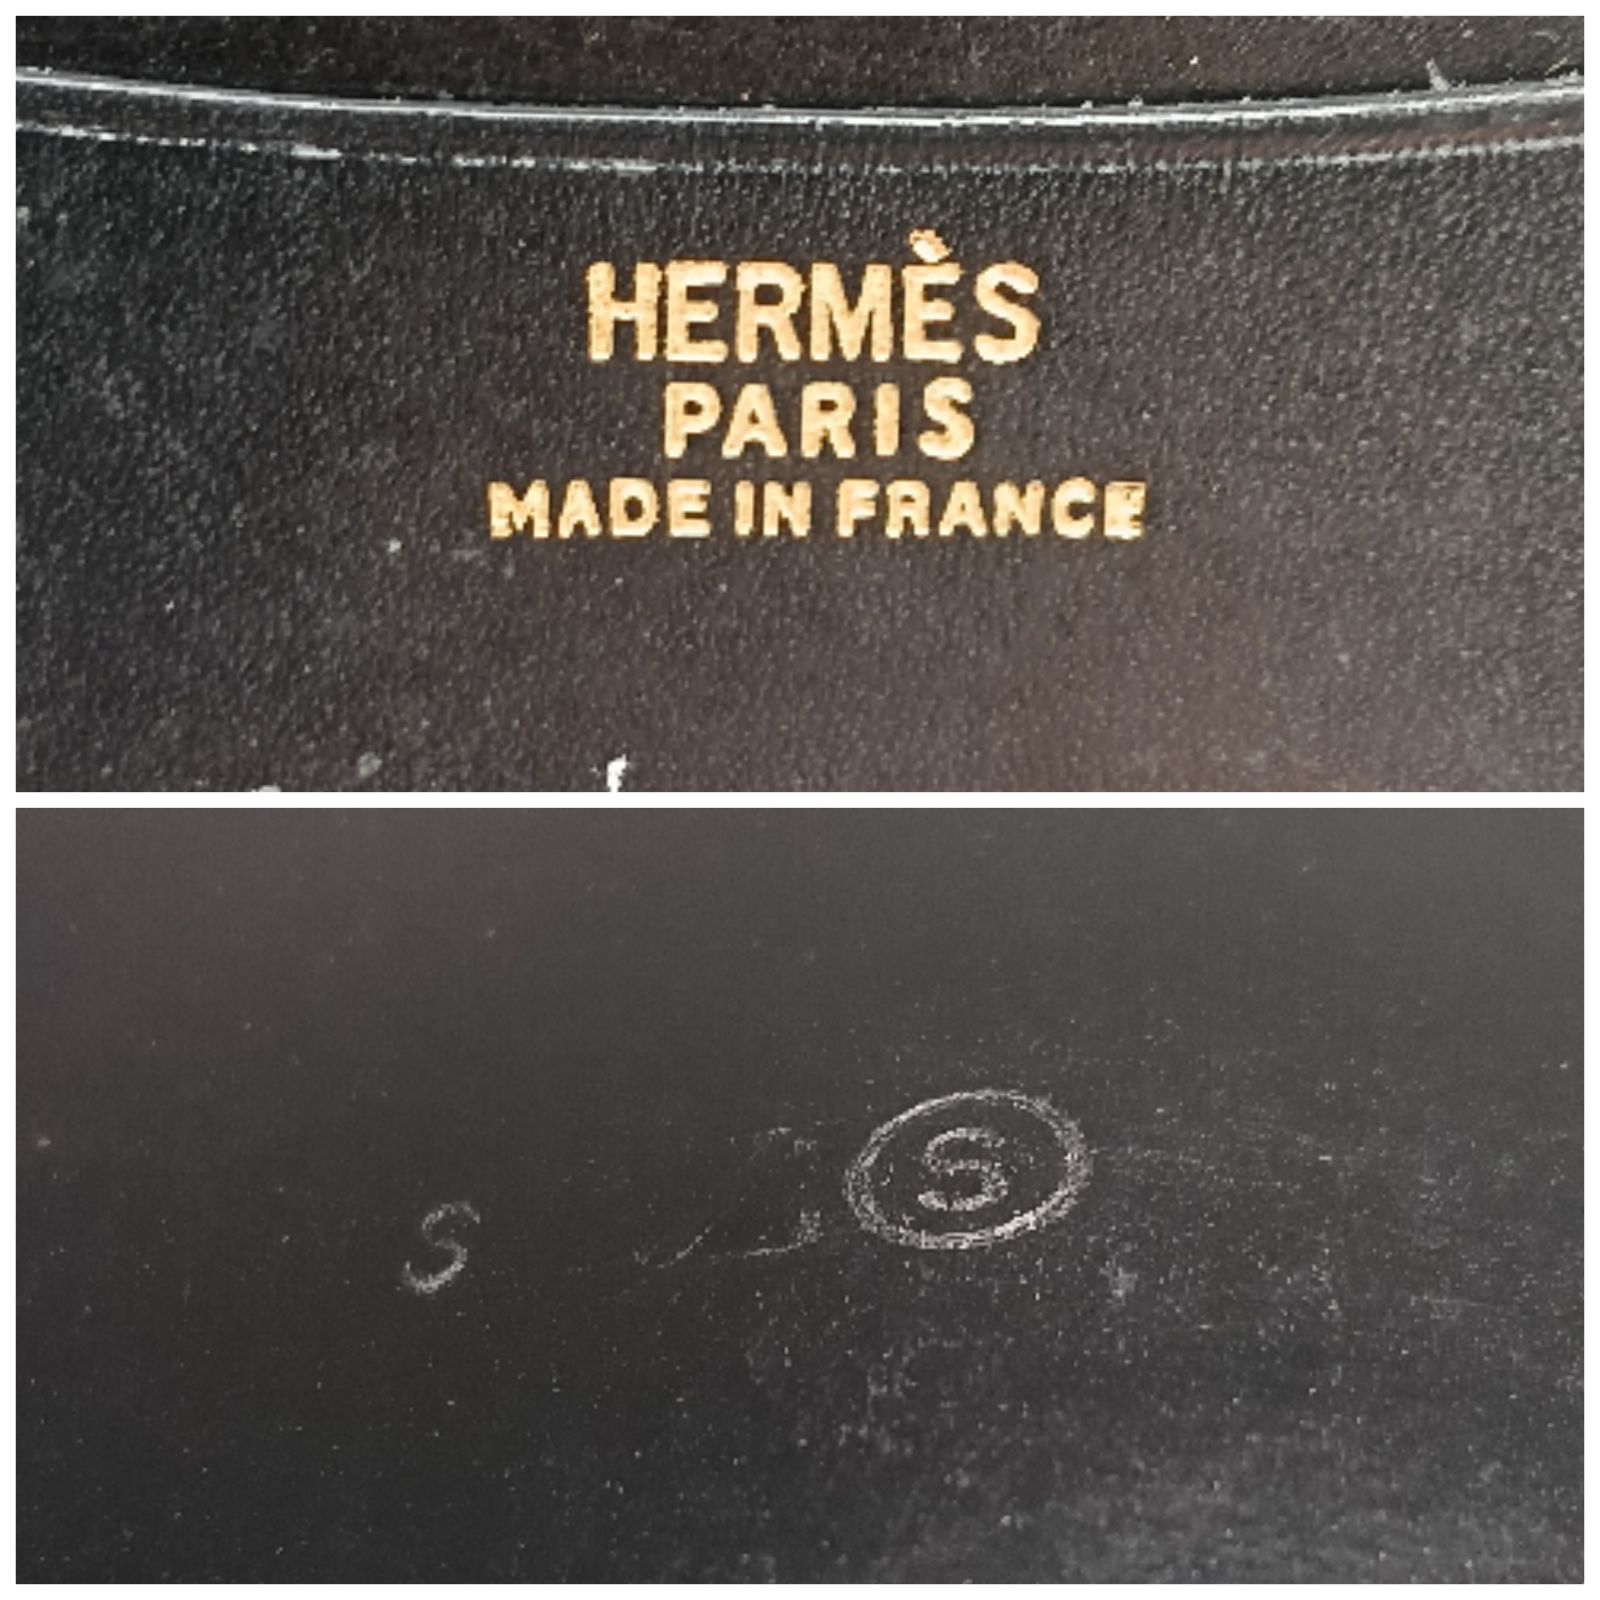 HERMÈS
PARIS
MADE IN FRANCE
S Ⓢ